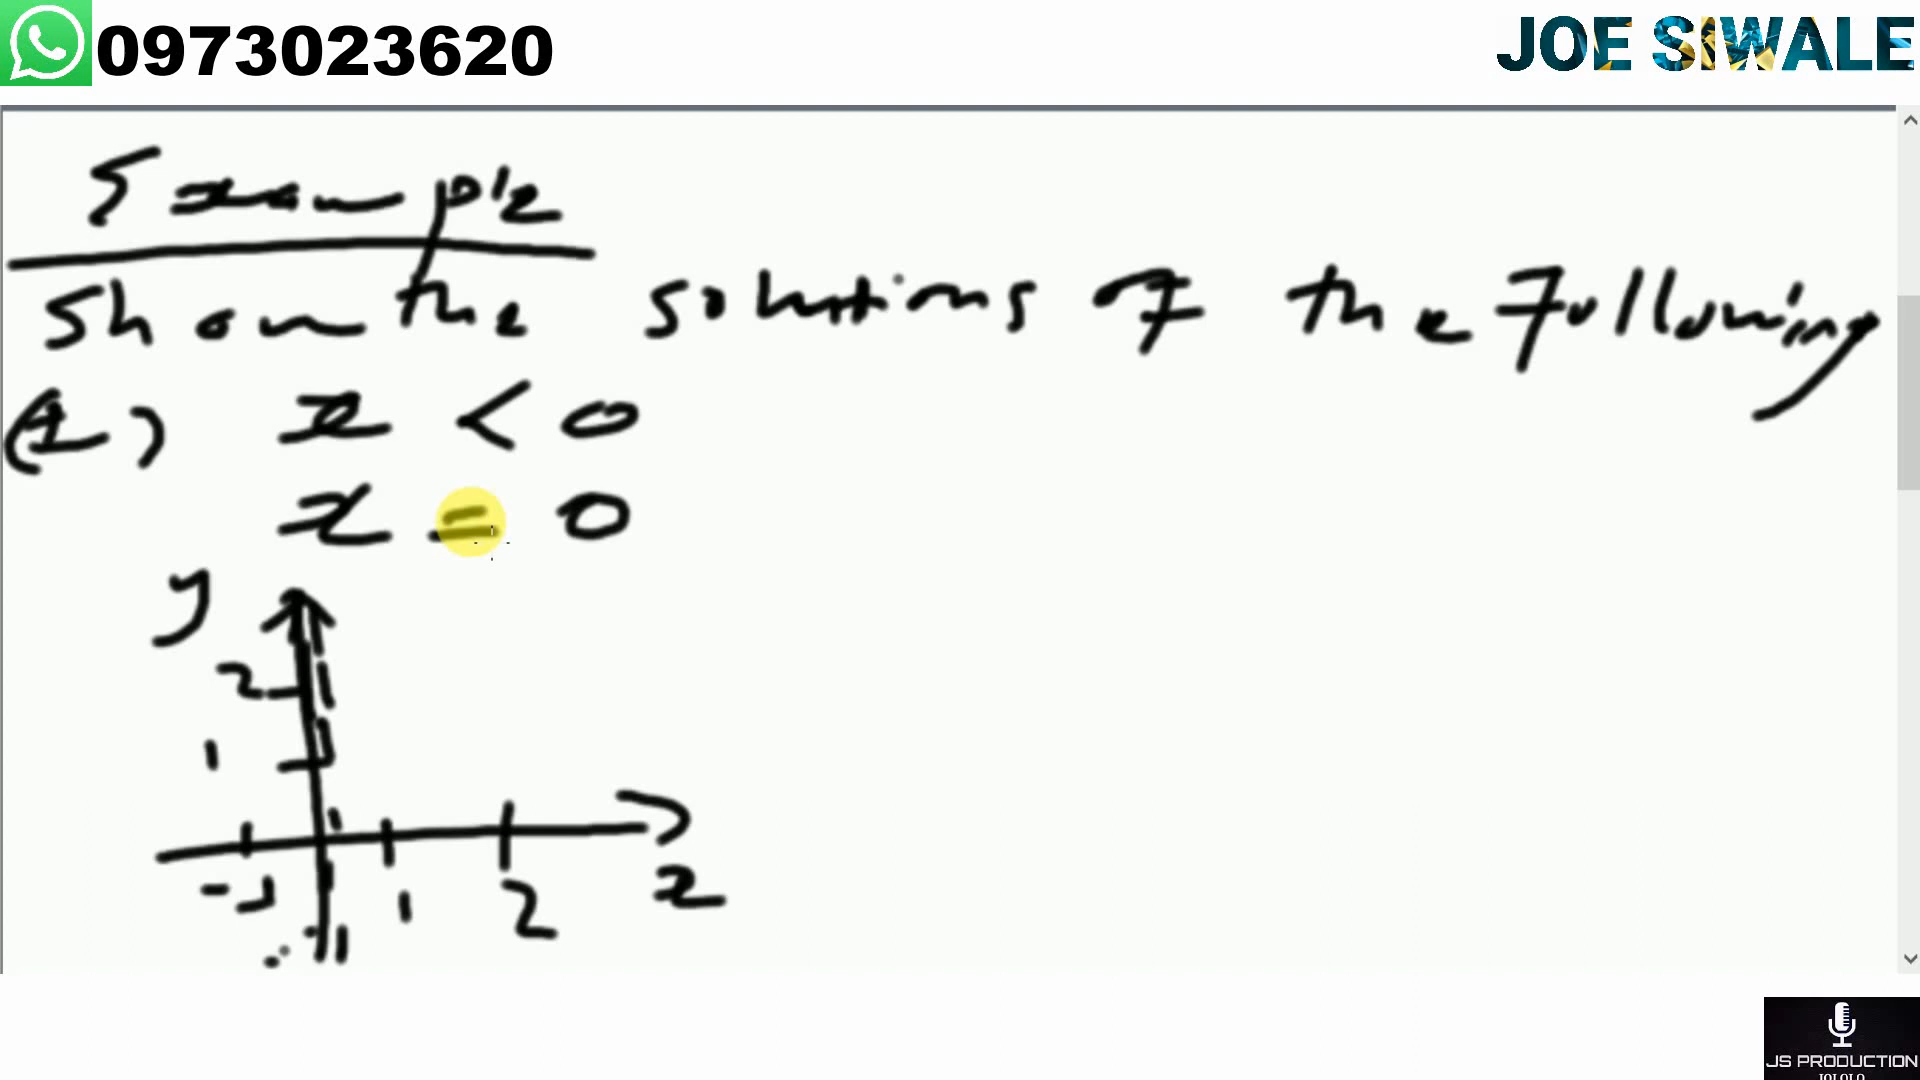 0973023620
JOE SIWALE
Example
Show the solutions of the following
(1) x < 0
x = 0
y
2
1
-1 1 2 x
JS PRODUCTION